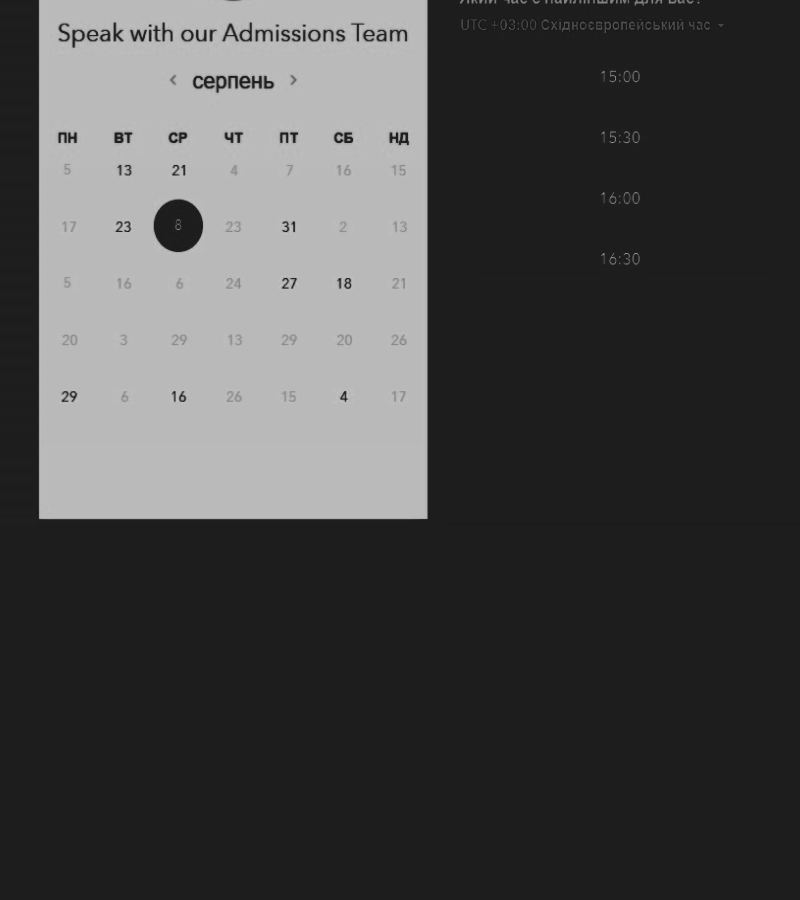 Speak with our Admissions Team
серпень
ПН ВТ СР ЧТ ПТ СБ НД
5 13 21 4 7 16 15
17 23 8 23 31 2 13
5 16 6 24 27 18 21
20 3 29 13 29 20 26
29 6 16 26 15 4 17
Який час є найліпшим для вас?
UTC +03:00 Східноєвропейський час
15:00
15:30
16:00
16:30